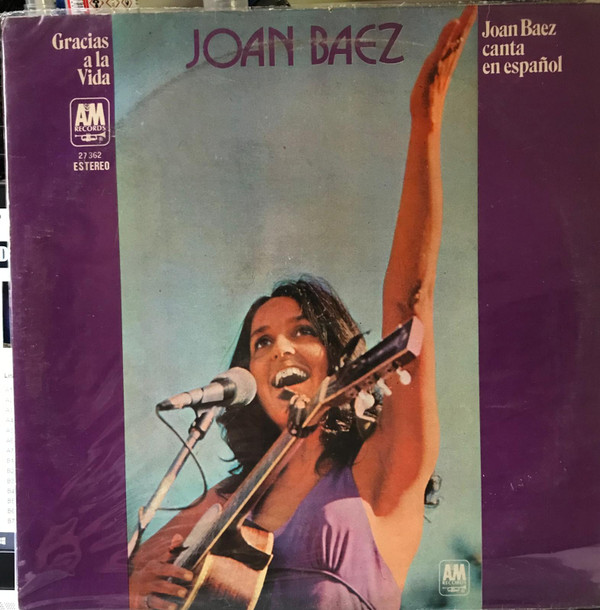 Gracias
a la
Vida
JOAN BAEZ
Joan Baez
canta
en español
A&M
RECORDS
27362
ESTEREO
A&M
RECORDS